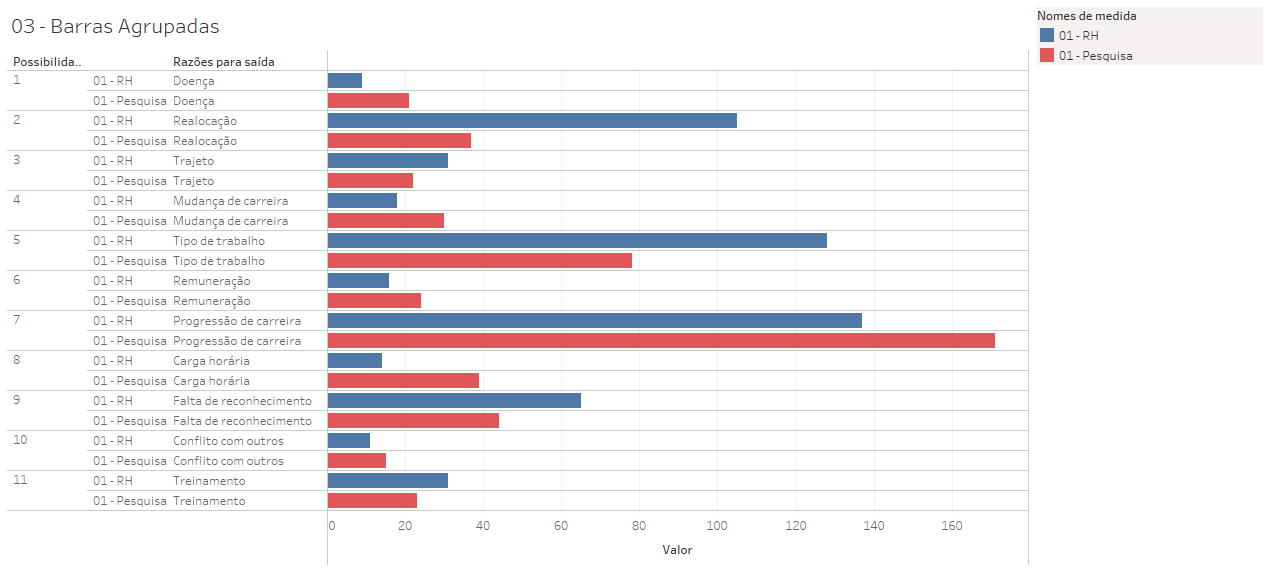 03 - Barras Agrupadas
Nomes de medida
01 - RH
01 - Pesquisa
Possibilida.. Razões para saída
1 01 - RH Doença
01 - Pesquisa Doença
2 01 - RH Realocação
01 - Pesquisa Realocação
3 01 - RH Trajeto
01 - Pesquisa Trajeto
4 01 - RH Mudança de carreira
01 - Pesquisa Mudança de carreira
5 01 - RH Tipo de trabalho
01 - Pesquisa Tipo de trabalho
6 01 - RH Remuneração
01 - Pesquisa Remuneração
7 01 - RH Progressão de carreira
01 - Pesquisa Progressão de carreira
8 01 - RH Carga horária
01 - Pesquisa Carga horária
9 01 - RH Falta de reconhecimento
01 - Pesquisa Falta de reconhecimento
10 01 - RH Conflito com outros
01 - Pesquisa Conflito com outros
11 01 - RH Treinamento
01 - Pesquisa Treinamento
0 20 40 60 80 100 120 140 160
Valor